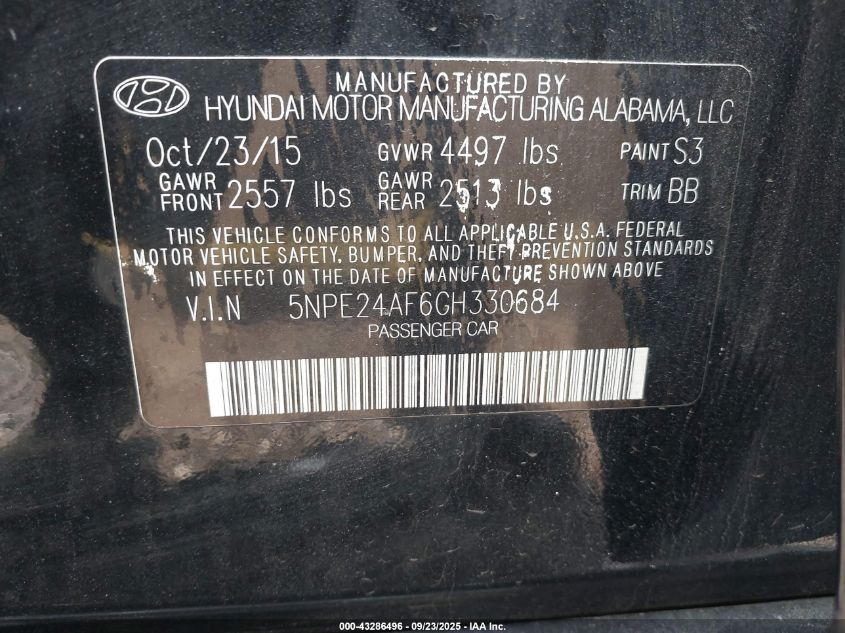 MANUFACTURED BY
HYUNDAI MOTOR MANUFACTURING ALABAMA, LLC
Oct/23/15 GVWR 4497 lbs PAINT S3
GAWR FRONT 2557 lbs GAWR REAR 2513 lbs TRIM BB
THIS VEHICLE CONFORMS TO ALL APPLICABLE U.S.A. FEDERAL
MOTOR VEHICLE SAFETY, BUMPER, AND THEFT PREVENTION STANDARDS
IN EFFECT ON THE DATE OF MANUFACTURE SHOWN ABOVE
V.I.N 5NPE24AF6GH330684
PASSENGER CAR
000-43286496 - 09/23/2025 - IAA Inc.